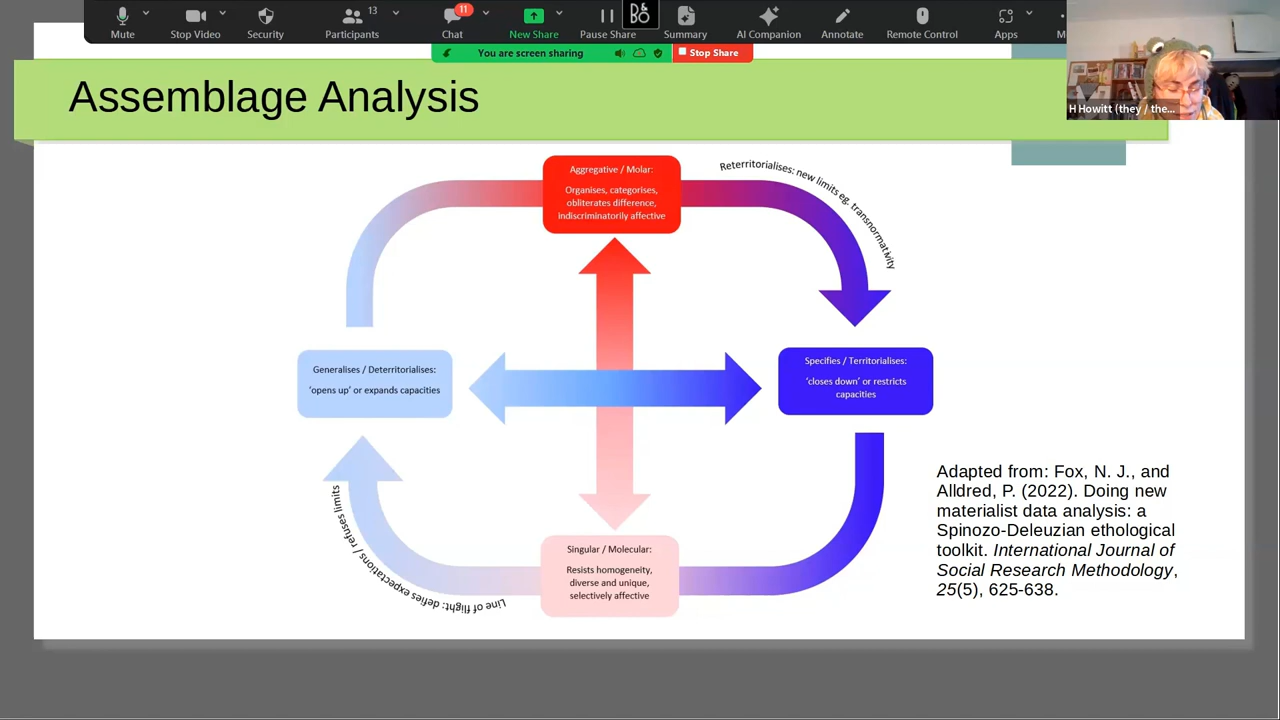 Mute
Stop Video
Security
Participants
13
Chat
11
New Share
Pause Share
Summary
AI Companion
Annotate
Remote Control
Apps
M
You are screen sharing
Stop Share
H Howitt (they / the...
Assemblage Analysis
Aggregative / Molar:
Organises, categorises,
obliterates difference,
indiscriminatorily affective
Reterritorialises: new limits eg. transnormativity
Generalises / Deterritorialises:
'opens up' or expands capacities
Specifies / Territorialises:
'closes down' or restricts
capacities
Line of flight: defies expectations / refuses limits
Singular / Molecular:
Resists homogeneity,
diverse and unique,
selectively affective
Adapted from: Fox, N. J., and
Alldred, P. (2022). Doing new
materialist data analysis: a
Spinozo-Deleuzian ethological
toolkit. International Journal of
Social Research Methodology,
25(5), 625-638.